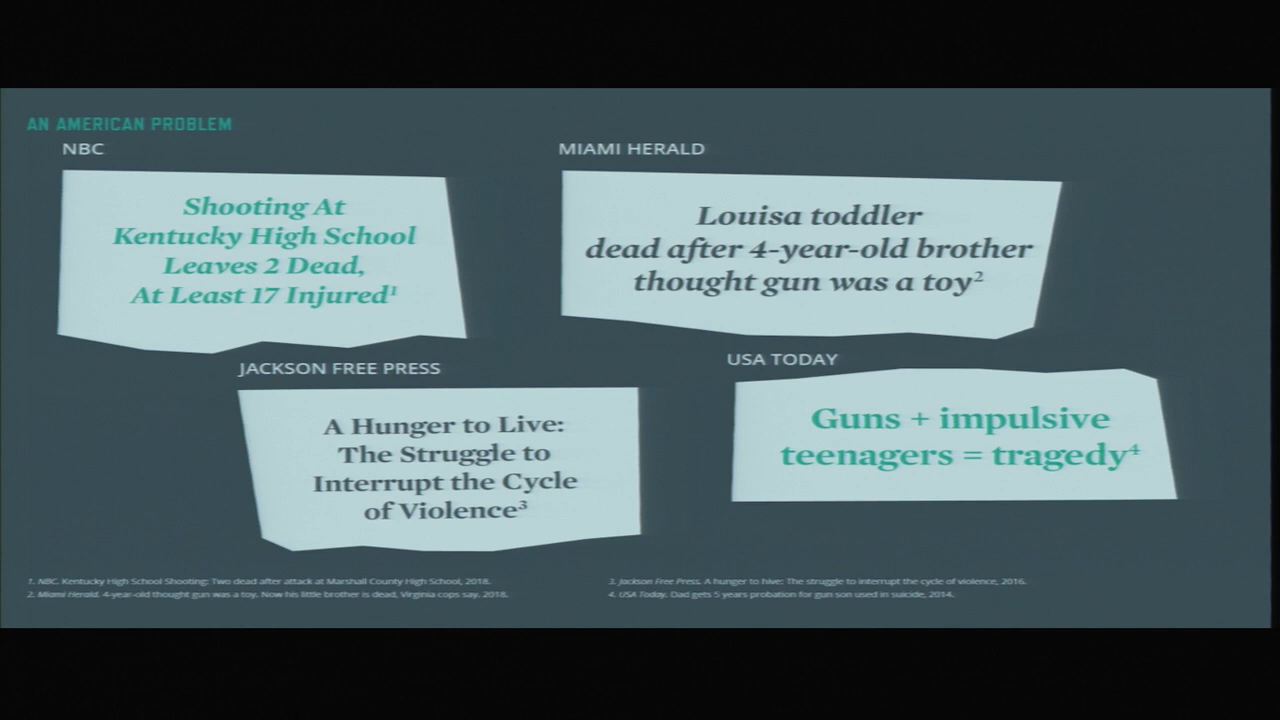 AN AMERICAN PROBLEM
NBC
Shooting At
Kentucky High School
Leaves 2 Dead,
At Least 17 Injured¹
MIAMI HERALD
Louisa toddler
dead after 4-year-old brother
thought gun was a toy²
JACKSON FREE PRESS
A Hunger to Live:
The Struggle to
Interrupt the Cycle
of Violence³
USA TODAY
Guns + impulsive
teenagers = tragedy⁴
1. NBC. Kentucky High School Shooting: Two dead after attack at Marshall County High School, 2018.
2. Miami Herald. 4-year-old thought gun was a toy. Now his little brother is dead, Virginia cops say. 2018.
3. Jackson Free Press. A hunger to hive: The struggle to interrupt the cycle of violence, 2016.
4. USA Today. Dad gets 5 years probation for gun son used in suicide, 2014.